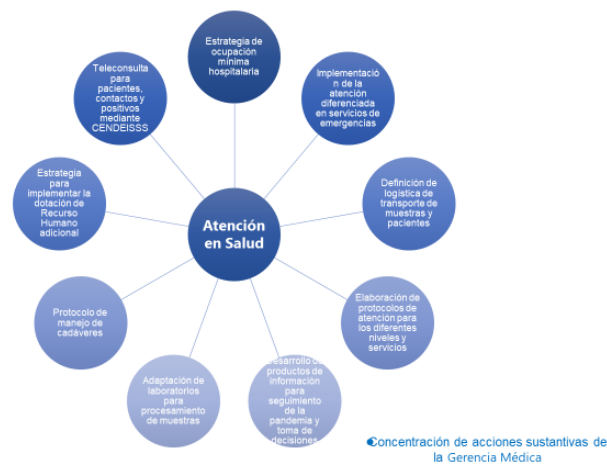 Estrategia de
ocupación
mínima
hospitalaria
Implementació
n de la
atención
diferenciada
en servicios de
emergencias
Definición de
logística de
transporte de
muestras y
pacientes
Elaboración de
protocolos de
atención para
los diferentes
niveles y
servicios
Desarrollo de
productos de
información
para
seguimiento
de la
pandemia y
toma de
decisiones
Adaptación de
laboratorios
para
procesamiento
de muestras
Protocolo de
manejo de
cadáveres
Estrategia
para
implementar la
dotación de
Recurso
Humano
adicional
Teleconsulta
para
pacientes,
contactos y
positivos
mediante
CENDEISSS
Atención
en Salud
Concentración de acciones sustantivas de
la Gerencia Médica